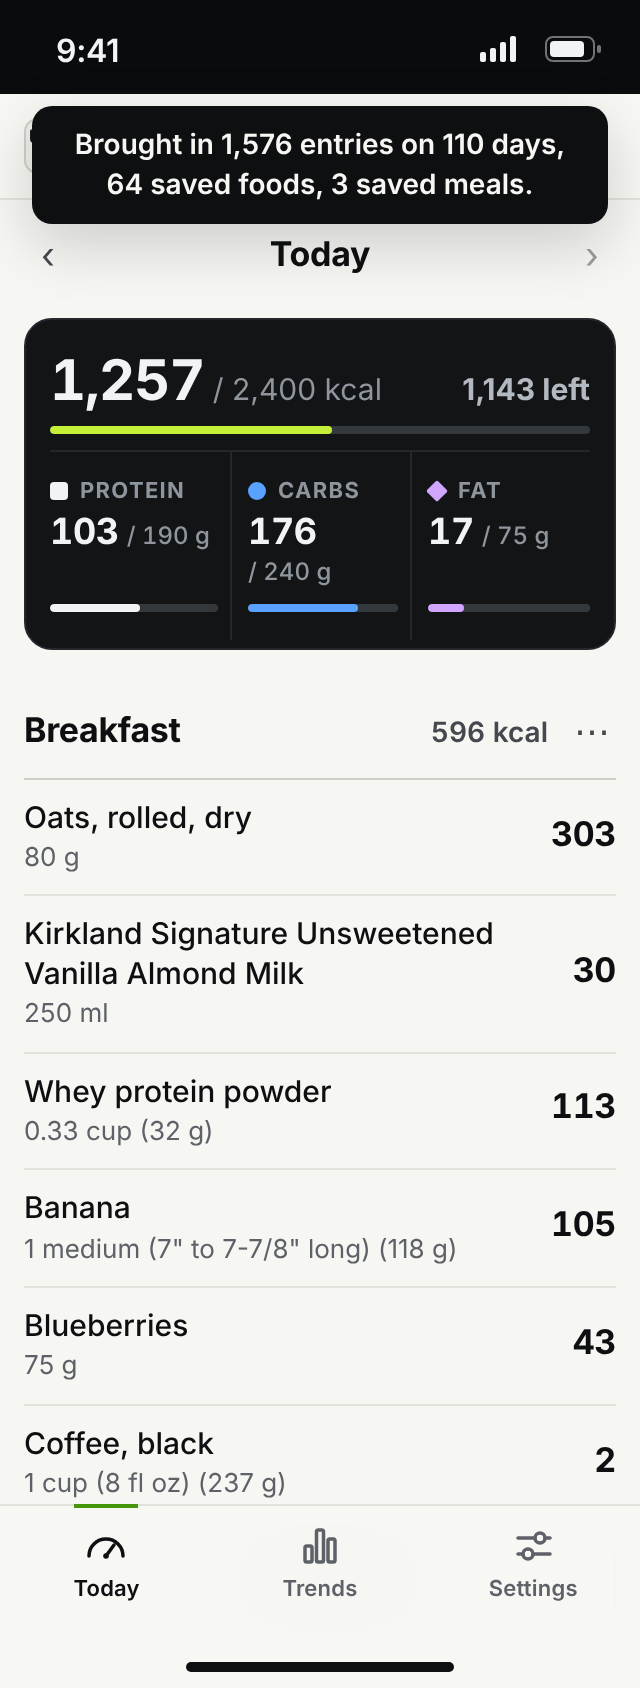 9:41
Brought in 1,576 entries on 110 days,
64 saved foods, 3 saved meals.
‹ Today ›
1,257 / 2,400 kcal 1,143 left
PROTEIN CARBS FAT
103 / 190 g 176 17 / 75 g
/ 240 g
Breakfast 596 kcal ...
Oats, rolled, dry 303
80 g
Kirkland Signature Unsweetened
Vanilla Almond Milk 30
250 ml
Whey protein powder 113
0.33 cup (32 g)
Banana 105
1 medium (7" to 7-7/8" long) (118 g)
Blueberries 43
75 g
Coffee, black 2
1 cup (8 fl oz) (237 g)
Today Trends Settings